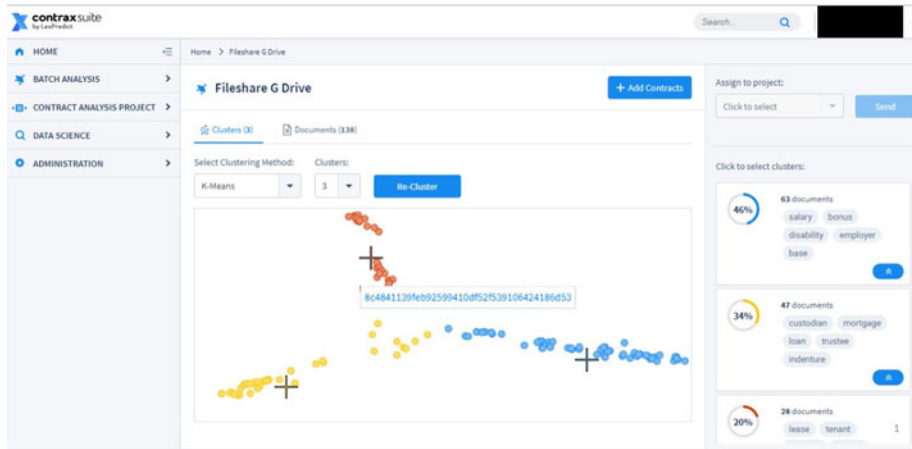 contraxsuite
by LexPredict
Search...
HOME
Home > Fileshare G Drive
BATCH ANALYSIS
CONTRACT ANALYSIS PROJECT
DATA SCIENCE
ADMINISTRATION
Fileshare G Drive
+ Add Contracts
Clusters (3)
Documents (138)
Select Clustering Method:
Clusters:
K-Means
3
Re-Cluster
8c4841139feb92599410df52f539106424186d53
Assign to project:
Click to select
Send
Click to select clusters:
46%
63 documents
salary bonus
disability employer
base
34%
47 documents
custodian mortgage
loan trustee
indenture
20%
28 documents
lease tenant
1